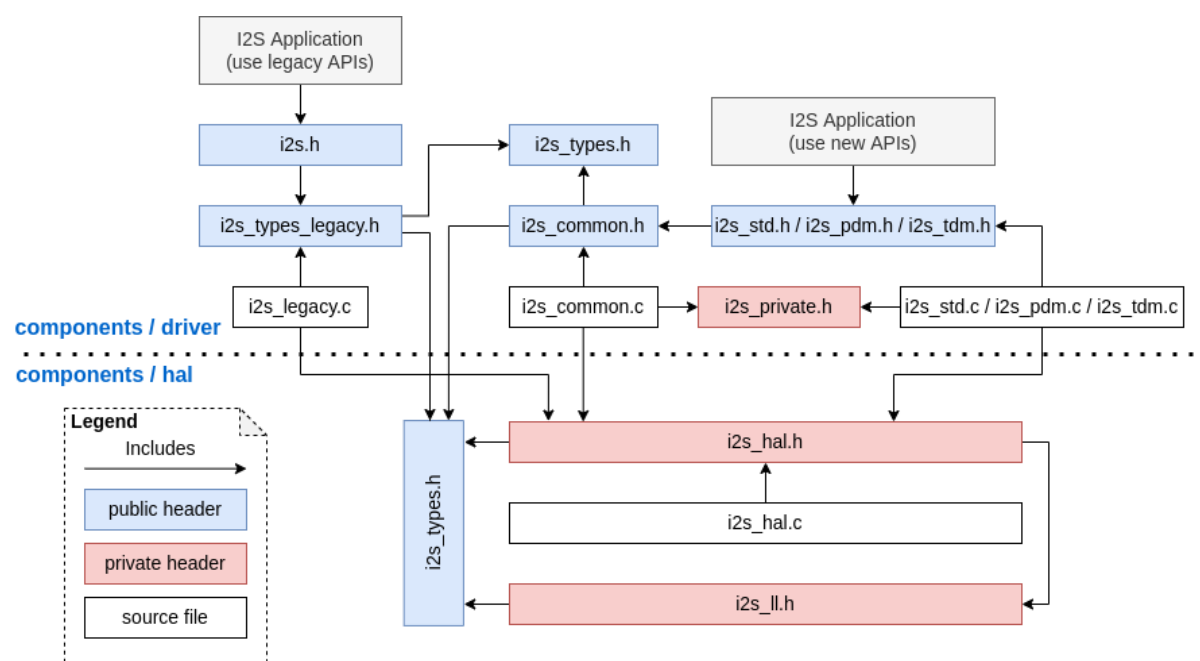 I2S Application
(use legacy APIs)
I2S Application
(use new APIs)
i2s.h
i2s_types.h
i2s_types_legacy.h
i2s_common.h
i2s_std.h / i2s_pdm.h / i2s_tdm.h
i2s_legacy.c
i2s_common.c
i2s_private.h
i2s_std.c / i2s_pdm.c / i2s_tdm.c
components / driver
components / hal
Legend
Includes
public header
private header
source file
i2s_types.h
i2s_hal.h
i2s_hal.c
i2s_ll.h